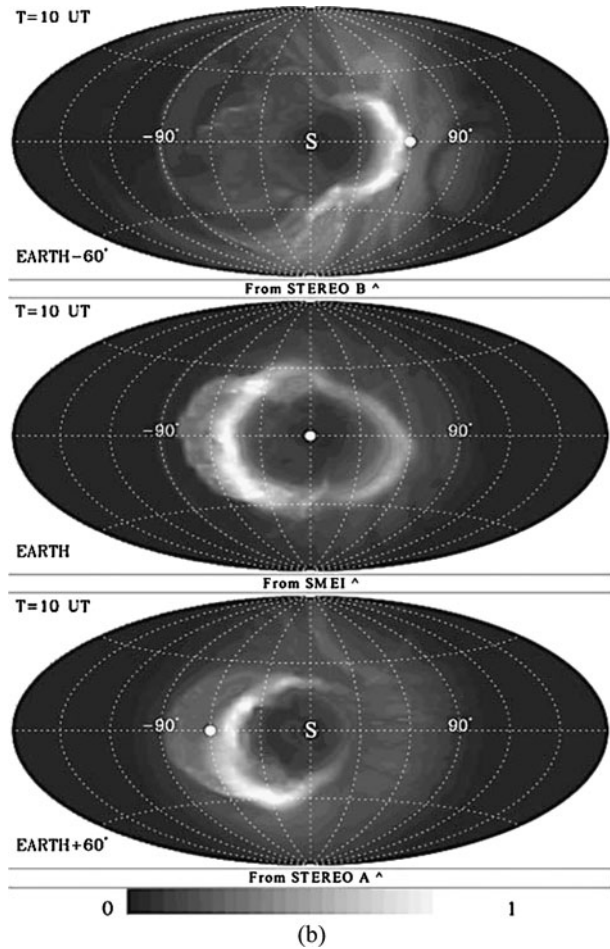 T=10 UT
-90° S 90°
EARTH-60°
From STEREO B ^
T=10 UT
-90° 90°
EARTH
From SMEI ^
T=10 UT
-90° S 90°
EARTH+60°
From STEREO A ^
0 1
(b)